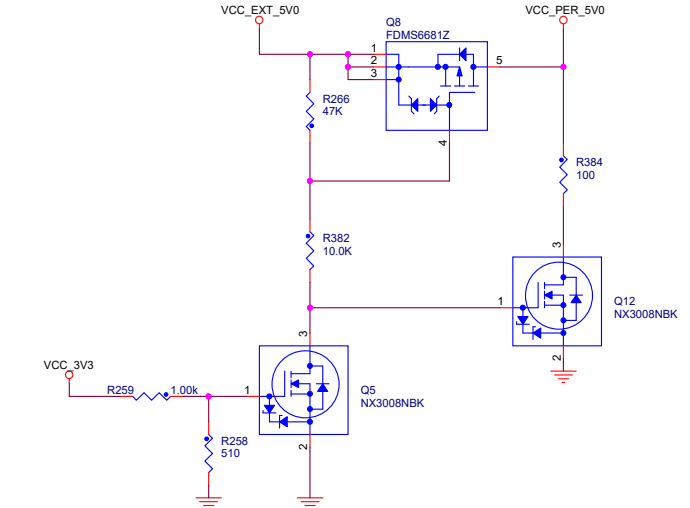 VCC_EXT_5V0
VCC_PER_5V0
Q8
FDMS6681Z
1
2
3
5
4
R266
47K
R384
100
R382
10.0K
3
1
2
Q12
NX3008NBK
VCC_3V3
R259
1.00k
1
3
2
Q5
NX3008NBK
R258
510